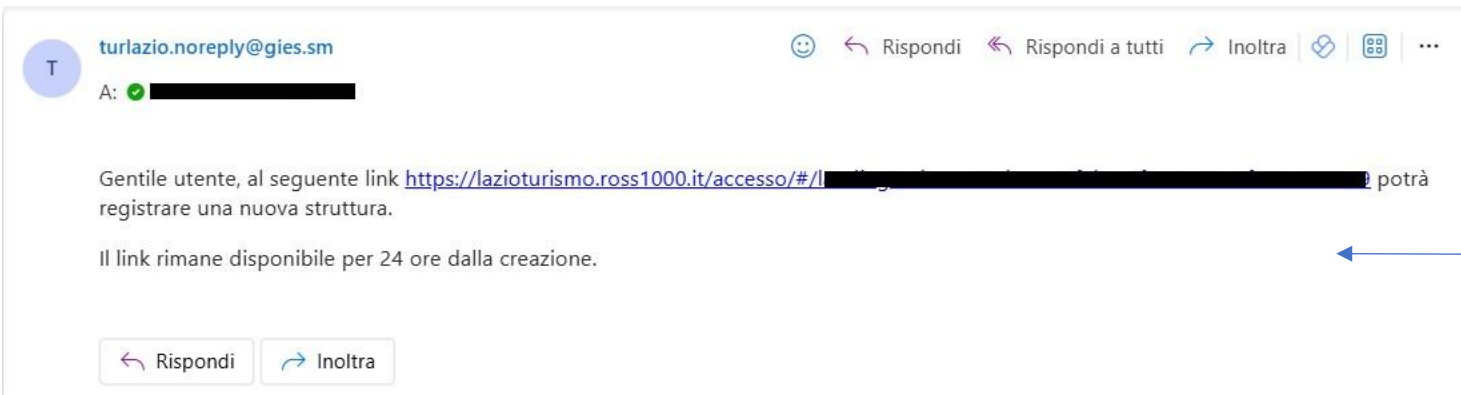 turlazio.noreply@gies.sm
Rispondi
Rispondi a tutti
Inoltra
T
A:
Gentile utente, al seguente link https://lazioturismo.ross1000.it/accesso/#/l potrà
registrare una nuova struttura.
Il link rimane disponibile per 24 ore dalla creazione.
Rispondi
Inoltra